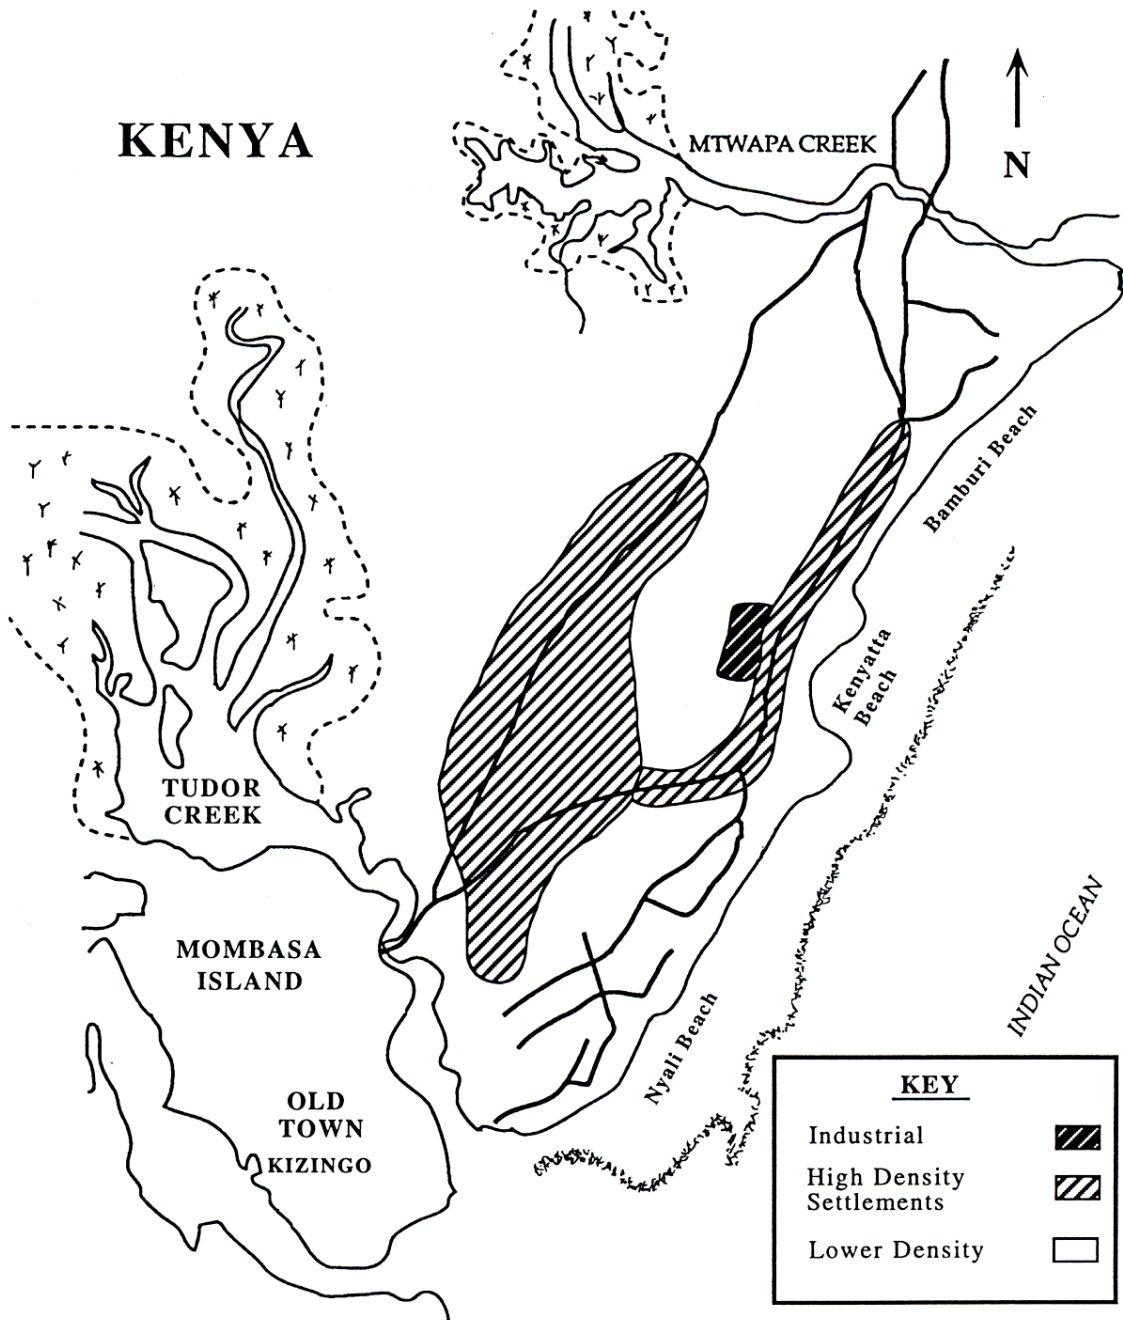 KENYA
MTWAPA CREEK
N
Bamburi Beach
Kenyatta
Beach
TUDOR
CREEK
MOMBASA
ISLAND
INDIAN OCEAN
Nyali Beach
OLD
TOWN
KIZINGO
KEY
Industrial
High Density
Settlements
Lower Density